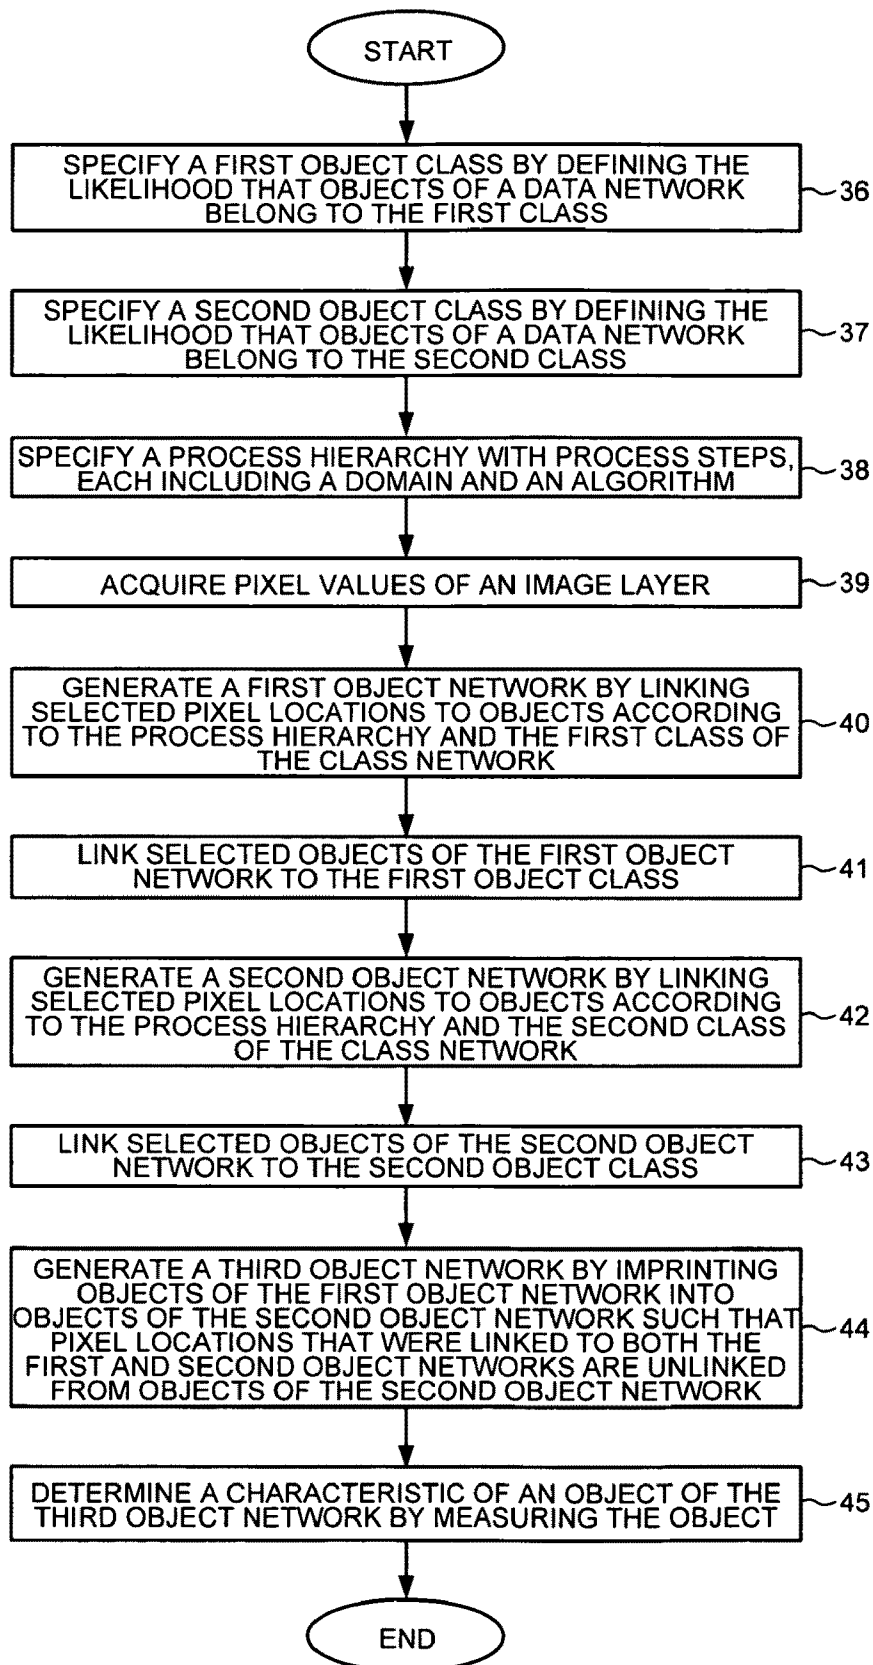 START
SPECIFY A FIRST OBJECT CLASS BY DEFINING THE
LIKELIHOOD THAT OBJECTS OF A DATA NETWORK
BELONG TO THE FIRST CLASS
36
SPECIFY A SECOND OBJECT CLASS BY DEFINING THE
LIKELIHOOD THAT OBJECTS OF A DATA NETWORK
BELONG TO THE SECOND CLASS
37
SPECIFY A PROCESS HIERARCHY WITH PROCESS STEPS,
EACH INCLUDING A DOMAIN AND AN ALGORITHM
38
ACQUIRE PIXEL VALUES OF AN IMAGE LAYER
39
GENERATE A FIRST OBJECT NETWORK BY LINKING
SELECTED PIXEL LOCATIONS TO OBJECTS ACCORDING
TO THE PROCESS HIERARCHY AND THE FIRST CLASS OF
THE CLASS NETWORK
40
LINK SELECTED OBJECTS OF THE FIRST OBJECT
NETWORK TO THE FIRST OBJECT CLASS
41
GENERATE A SECOND OBJECT NETWORK BY LINKING
SELECTED PIXEL LOCATIONS TO OBJECTS ACCORDING
TO THE PROCESS HIERARCHY AND THE SECOND CLASS
OF THE CLASS NETWORK
42
LINK SELECTED OBJECTS OF THE SECOND OBJECT
NETWORK TO THE SECOND OBJECT CLASS
43
GENERATE A THIRD OBJECT NETWORK BY IMPRINTING
OBJECTS OF THE FIRST OBJECT NETWORK INTO
OBJECTS OF THE SECOND OBJECT NETWORK SUCH THAT
PIXEL LOCATIONS THAT WERE LINKED TO BOTH THE
FIRST AND SECOND OBJECT NETWORKS ARE UNLINKED
FROM OBJECTS OF THE SECOND OBJECT NETWORK
44
DETERMINE A CHARACTERISTIC OF AN OBJECT OF THE
THIRD OBJECT NETWORK BY MEASURING THE OBJECT
45
END